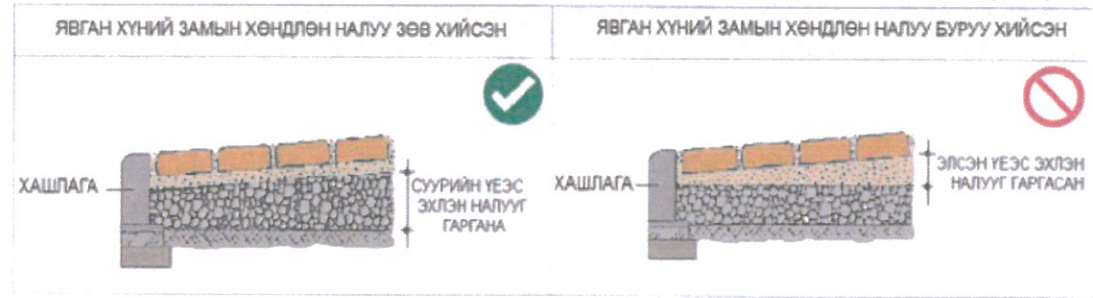 ЯВГАН ХҮНИЙ ЗАМЫН ХӨНДЛӨН НАЛУУ ЗӨВ ХИЙСЭН
ЯВГАН ХҮНИЙ ЗАМЫН ХӨНДЛӨН НАЛУУ БУРУУ ХИЙСЭН
ХАШЛАГА
СУУРИЙН ҮЕЭС
ЭХЛЭН НАЛУУГ
ГАРГАНА
ХАШЛАГА
ЭЛСЭН ҮЕЭС ЭХЛЭН
НАЛУУГ ГАРГАСАН